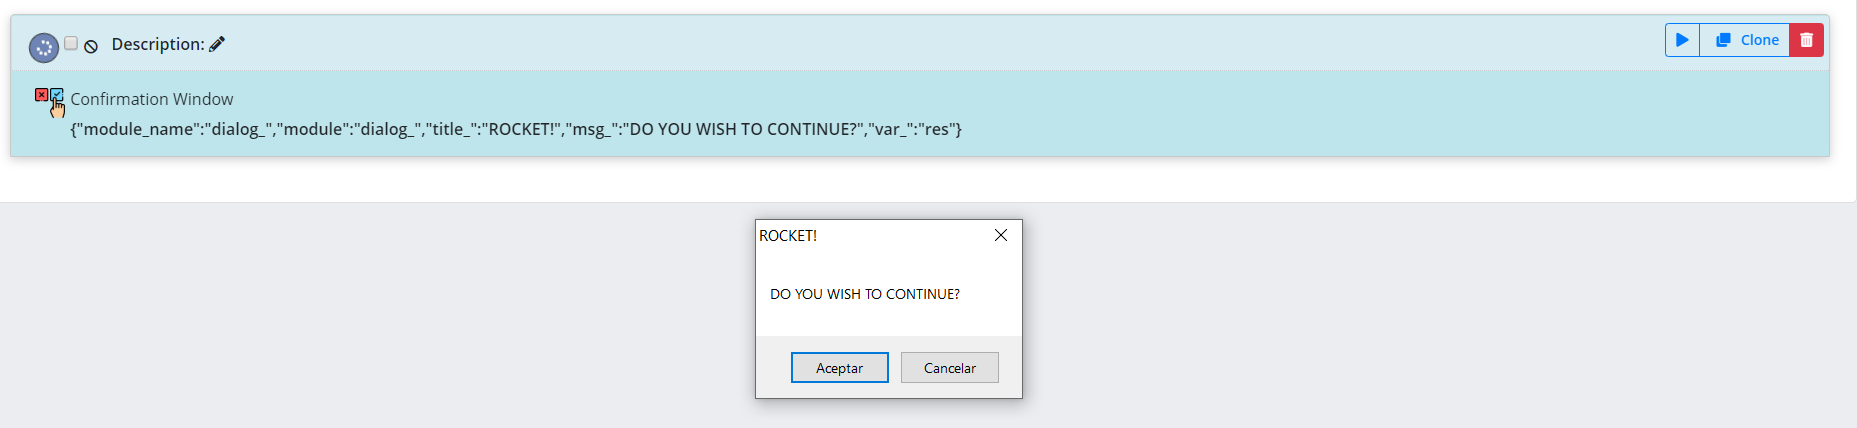 Description:
Clone
Confirmation Window
{"module_name":"dialog_","module":"dialog_","title_":"ROCKET!","msg_":"DO YOU WISH TO CONTINUE?","var_":"res"}
ROCKET!
DO YOU WISH TO CONTINUE?
Aceptar
Cancelar